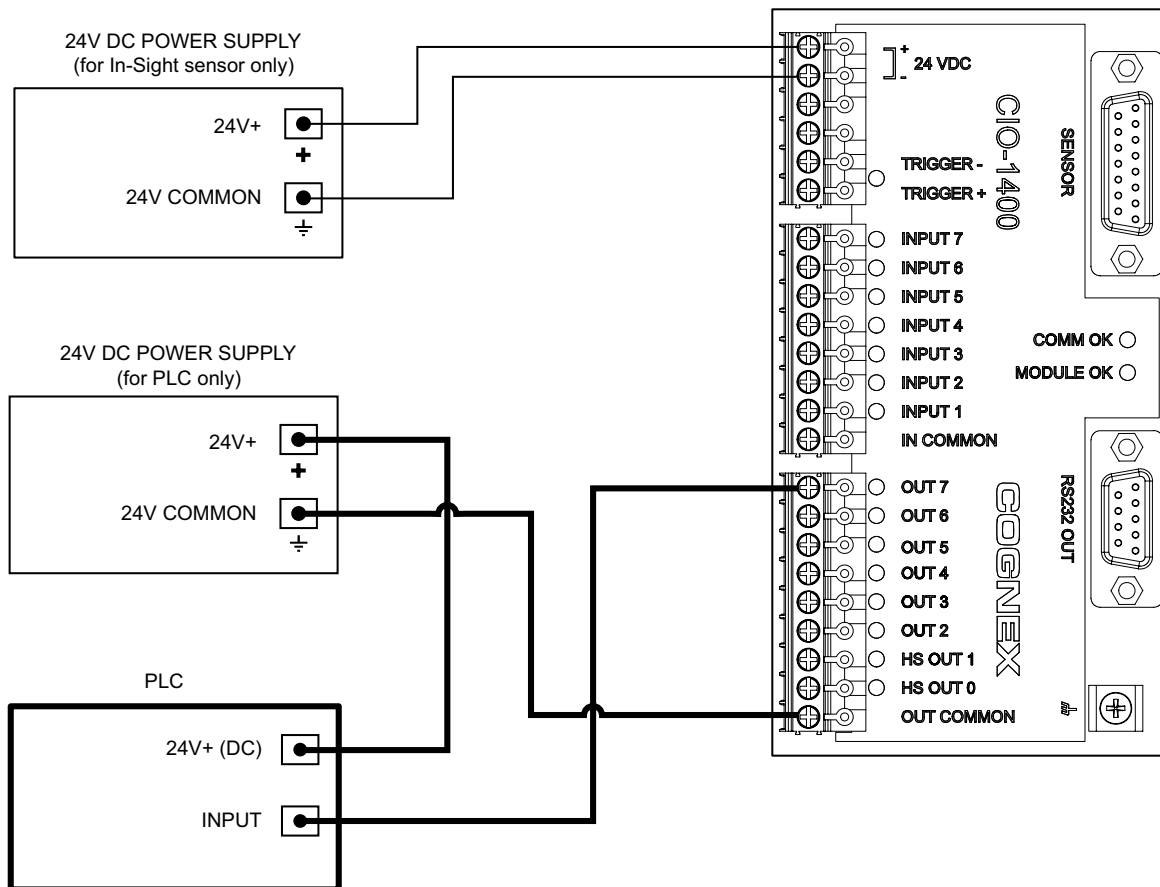 24V DC POWER SUPPLY
(for In-Sight sensor only)
24V+
+
24V COMMON
24V DC POWER SUPPLY
(for PLC only)
24V+
+
24V COMMON
PLC
24V+ (DC)
INPUT
+
-
24 VDC
TRIGGER -
TRIGGER +
INPUT 7
INPUT 6
INPUT 5
INPUT 4
INPUT 3
INPUT 2
INPUT 1
IN COMMON
OUT 7
OUT 6
OUT 5
OUT 4
OUT 3
OUT 2
HS OUT 1
HS OUT 0
OUT COMMON
CIO-1400
COGNEX
SENSOR
COMM OK
MODULE OK
RS232 OUT